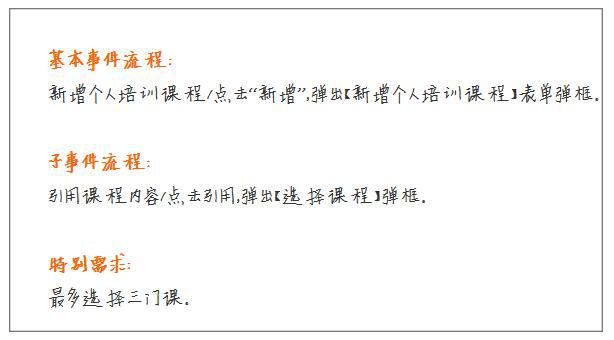 基本事件流程:
新增个人培训课程/点击“新增”,弹出【新增个人培训课程】表单弹框.
子事件流程:
引用课程内容/点击引用,弹出【选择课程】弹框.
特别需求:
最多选择三门课.